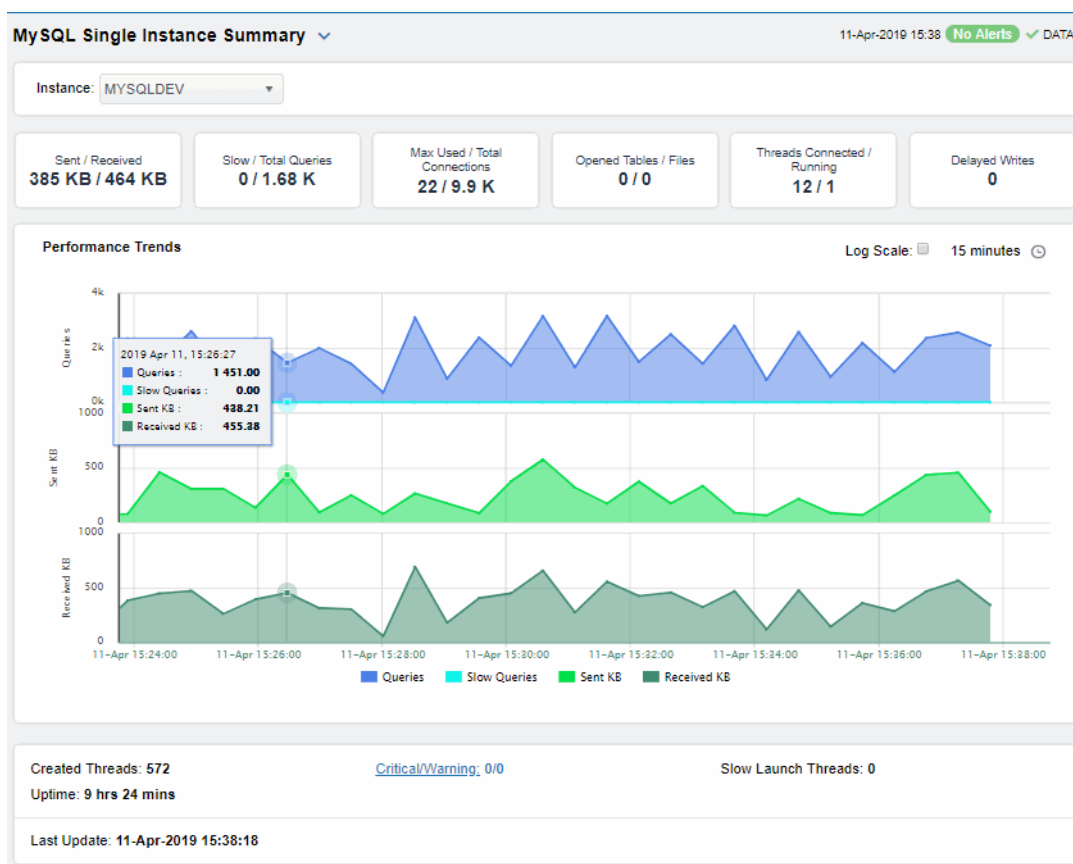 MySQL Single Instance Summary
11-Apr-2019 15:38 No Alerts DATA
Instance: MYSQLDEV
Sent / Received
385 KB / 464 KB
Slow / Total Queries
0 / 1.68 K
Max Used / Total
Connections
22 / 9.9 K
Opened Tables / Files
0 / 0
Threads Connected /
Running
12 / 1
Delayed Writes
0
Performance Trends
Log Scale: 15 minutes
4k
2k
0k
Queries
2019 Apr 11, 15:26:27
Queries : 1 451.00
Slow Queries : 0.00
Sent KB : 438.21
Received KB : 455.38
1000
500
0
Sent KB
1000
500
0
Received KB
11-Apr 15:24:00 11-Apr 15:26:00 11-Apr 15:28:00 11-Apr 15:30:00 11-Apr 15:32:00 11-Apr 15:34:00 11-Apr 15:36:00 11-Apr 15:38:00
Queries Slow Queries Sent KB Received KB
Created Threads: 572 Critical/Warning: 0/0 Slow Launch Threads: 0
Uptime: 9 hrs 24 mins
Last Update: 11-Apr-2019 15:38:18